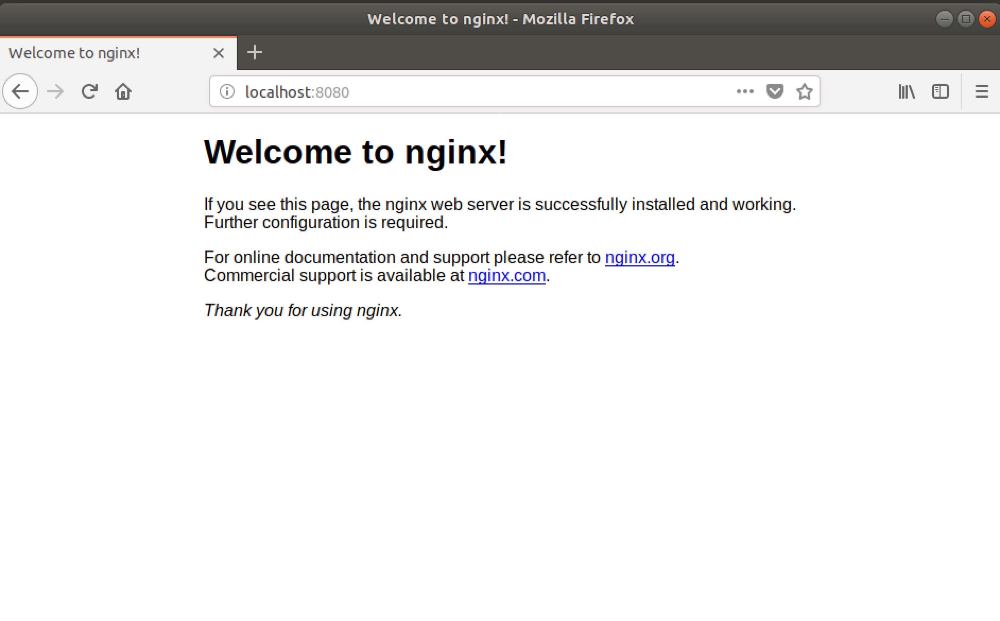 Welcome to nginx! - Mozilla Firefox
Welcome to nginx!
localhost:8080
Welcome to nginx!
If you see this page, the nginx web server is successfully installed and working.
Further configuration is required.
For online documentation and support please refer to nginx.org.
Commercial support is available at nginx.com.
Thank you for using nginx.